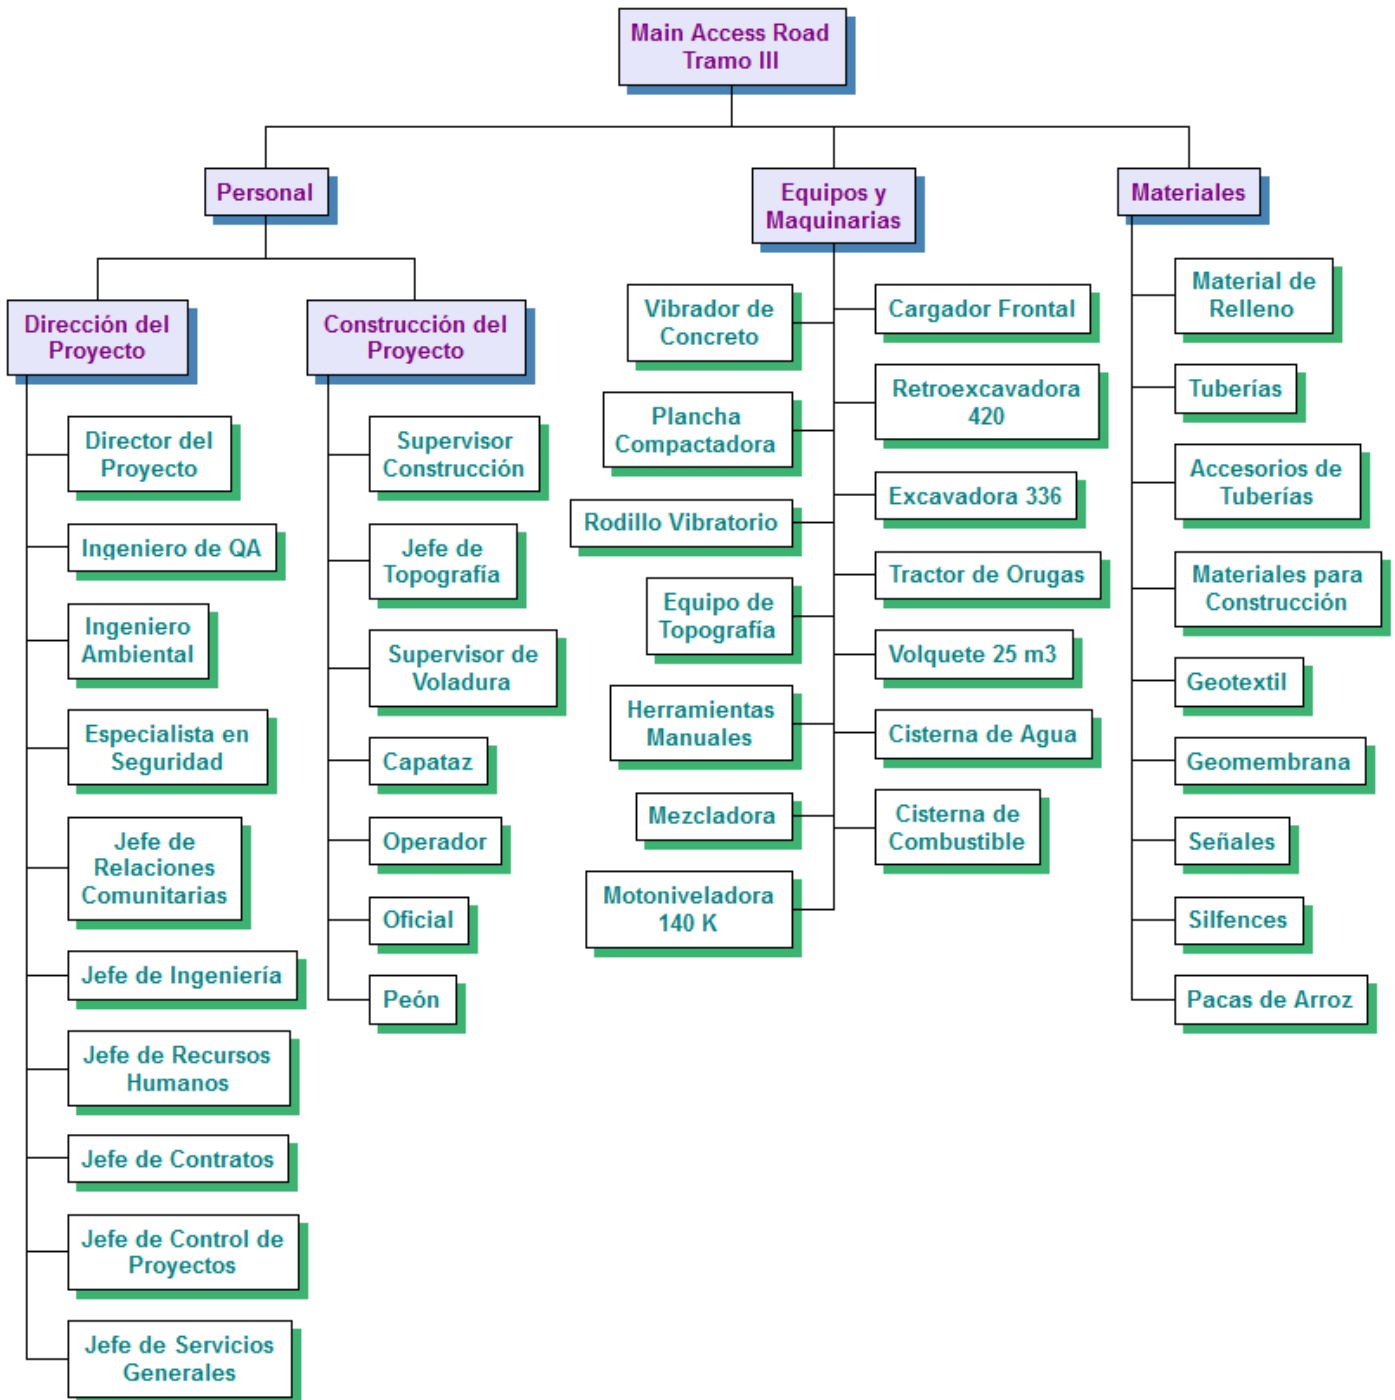 Main Access Road
Tramo III
Personal
Equipos y
Maquinarias
Materiales
Dirección del
Proyecto
Director del
Proyecto
Ingeniero de QA
Ingeniero
Ambiental
Especialista en
Seguridad
Jefe de
Relaciones
Comunitarias
Jefe de Ingeniería
Jefe de Recursos
Humanos
Jefe de Contratos
Jefe de Control de
Proyectos
Jefe de Servicios
Generales
Construcción del
Proyecto
Supervisor
Construcción
Jefe de
Topografía
Supervisor de
Voladura
Capataz
Operador
Oficial
Peón
Vibrador de
Concreto
Plancha
Compactadora
Rodillo Vibratorio
Equipo de
Topografía
Herramientas
Manuales
Mezcladora
Motoniveladora
140 K
Cargador Frontal
Retroexcavadora
420
Excavadora 336
Tractor de Orugas
Volquete 25 m3
Cisterna de Agua
Cisterna de
Combustible
Material de
Relleno
Tuberías
Accesorios de
Tuberías
Materiales para
Construcción
Geotextil
Geomembrana
Señales
Silfences
Pacas de Arroz